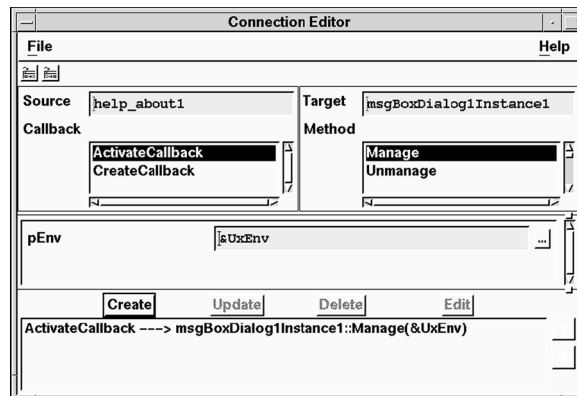 Connection Editor
File Help
Source help_about1 Target msgBoxDialog1Instance1
Callback Method
ActivateCallback Manage
CreateCallback Unmanage
pEnv &UxEnv ...
Create Update Delete Edit
ActivateCallback ---> msgBoxDialog1Instance1::Manage(&UxEnv)